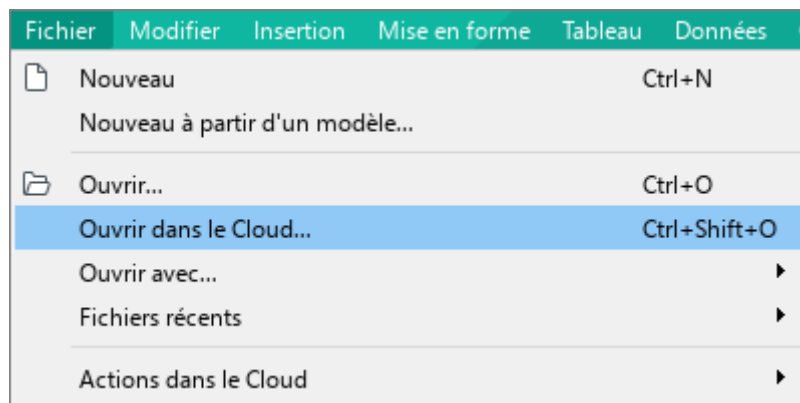 Fichier Modifier Insertion Mise en forme Tableau Données
Nouveau Ctrl+N
Nouveau à partir d'un modèle...
Ouvrir... Ctrl+O
Ouvrir dans le Cloud... Ctrl+Shift+O
Ouvrir avec...
Fichiers récents
Actions dans le Cloud